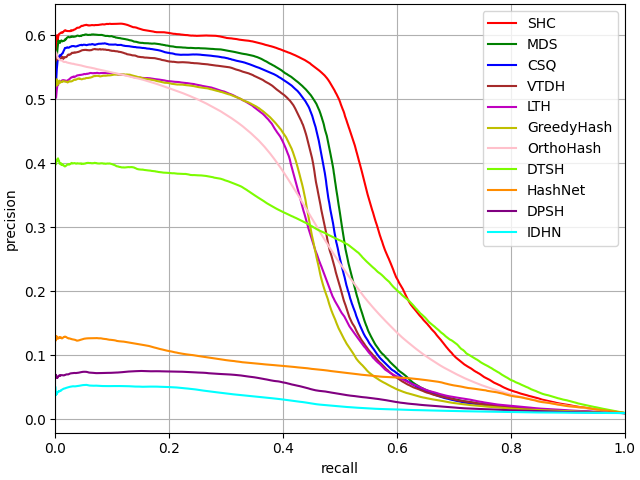 SHC
MDS
CSQ
VTDH
LTH
GreedyHash
OrthoHash
DTSH
HashNet
DPSH
IDHN
precision
0.6
0.5
0.4
0.3
0.2
0.1
0.0
0.0 0.2 0.4 0.6 0.8 1.0
recall